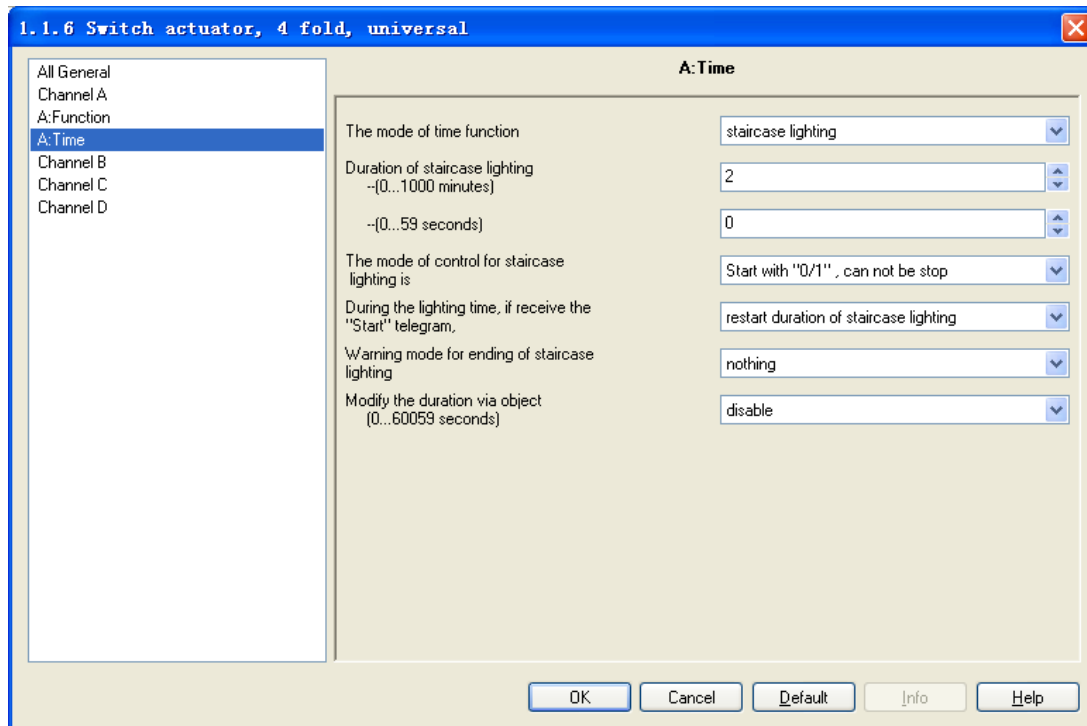 1.1.6 Switch actuator, 4 fold, universal
All General
Channel A
A:Function
A:Time
Channel B
Channel C
Channel D
A:Time
The mode of time function
staircase lighting
Duration of staircase lighting
--(0...1000 minutes)
2
--(0...59 seconds)
0
The mode of control for staircase
lighting is
Start with "0/1" , can not be stop
During the lighting time, if receive the
"Start" telegram,
restart duration of staircase lighting
Warning mode for ending of staircase
lighting
nothing
Modify the duration via object
(0...60059 seconds)
disable
OK
Cancel
Default
Info
Help